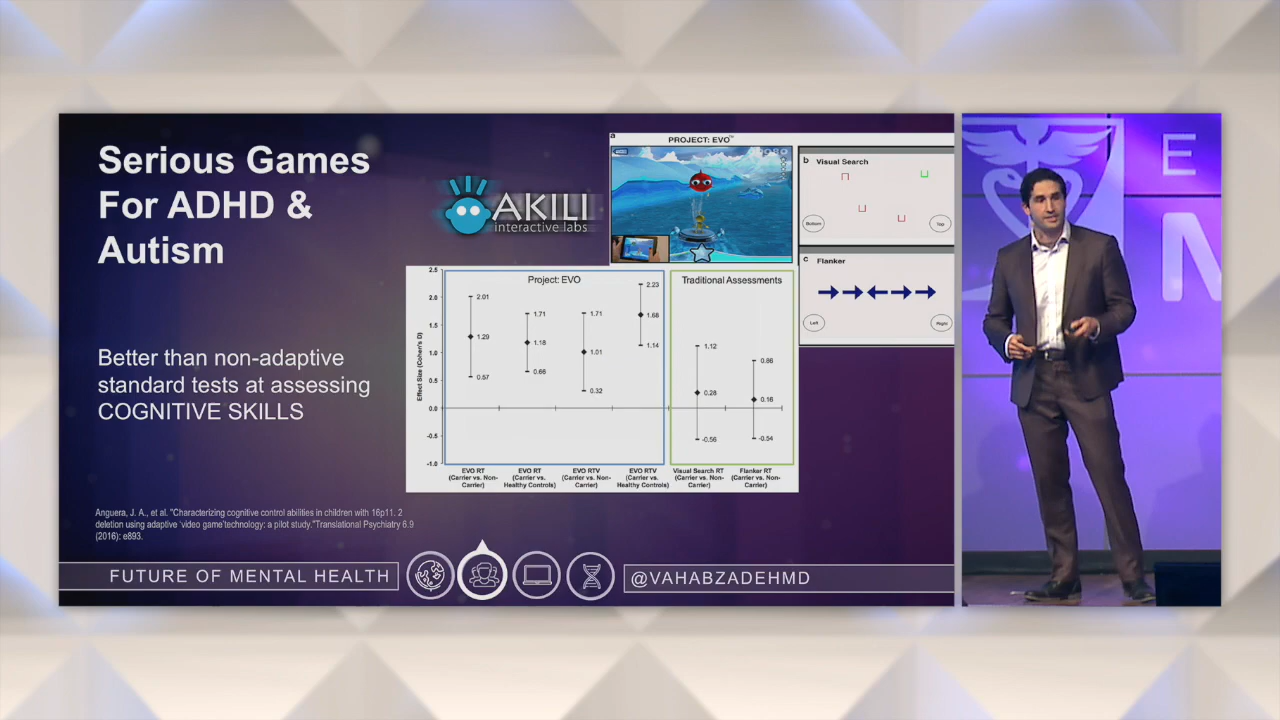 Serious Games
For ADHD &
Autism
Better than non-adaptive
standard tests at assessing
COGNITIVE SKILLS
AKILI
interactive labs
a
PROJECT: EVO™
b Visual Search
Bottom
Top
c Flanker
Left
Right
Project: EVO
Traditional Assessments
Effect Size (Cohen's D)
2.5
2.0
1.5
1.0
0.5
0.0
-0.5
-1.0
2.01
1.29
0.57
1.71
1.18
0.66
1.71
1.01
0.32
2.23
1.68
1.14
1.12
0.28
-0.56
0.86
0.16
-0.54
EVO RT
(Carrier vs. Non-
Carrier)
EVO RT
(Carrier vs.
Healthy Controls)
EVO RTV
(Carrier vs. Non-
Carrier)
EVO RTV
(Carrier vs.
Healthy Controls)
Visual Search RT
(Carrier vs. Non-
Carrier)
Flanker RT
(Carrier vs. Non-
Carrier)
Anguera, J. A., et al. "Characterizing cognitive control abilities in children with 16p11. 2
deletion using adaptive 'video game'technology: a pilot study."Translational Psychiatry 6.9
(2016): e893.
FUTURE OF MENTAL HEALTH
@VAHABZADEHMD
E
M